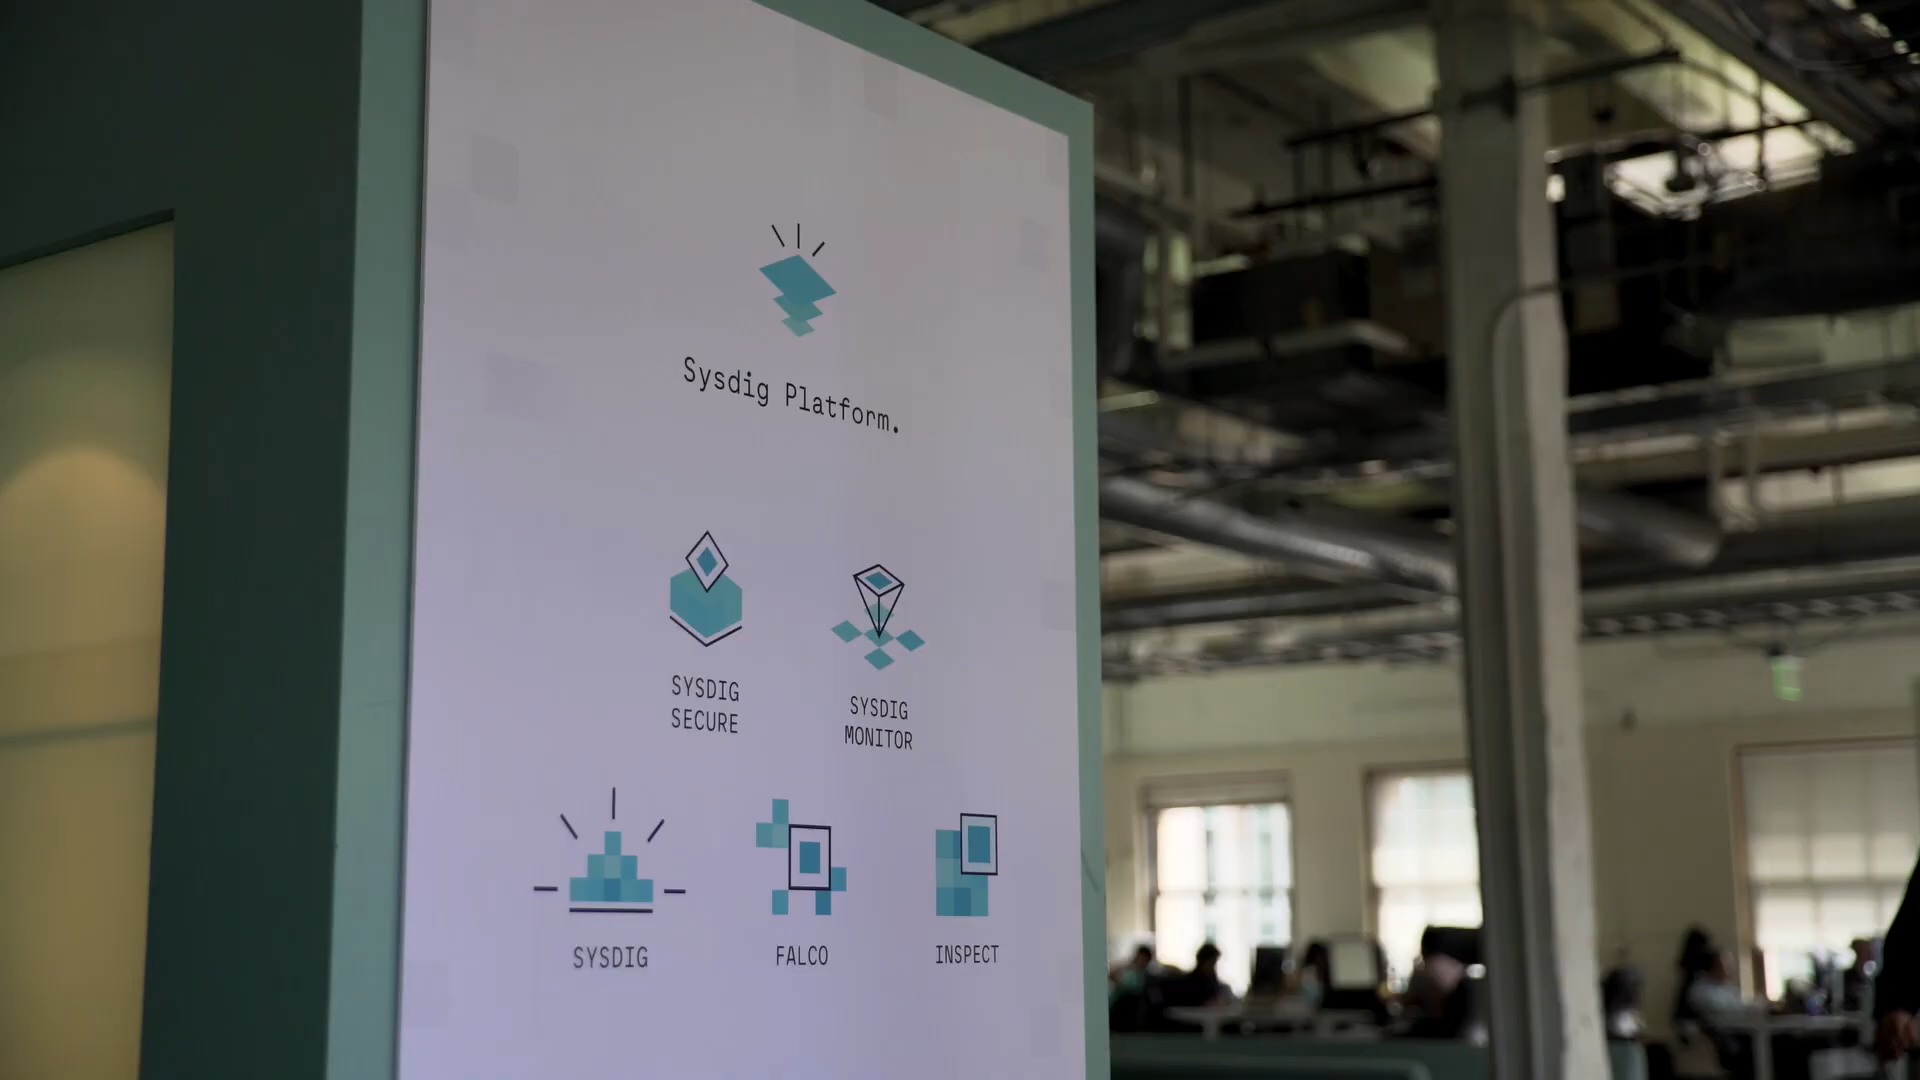 Sysdig Platform.
SYSDIG
SECURE
SYSDIG
MONITOR
SYSDIG
FALCO
INSPECT